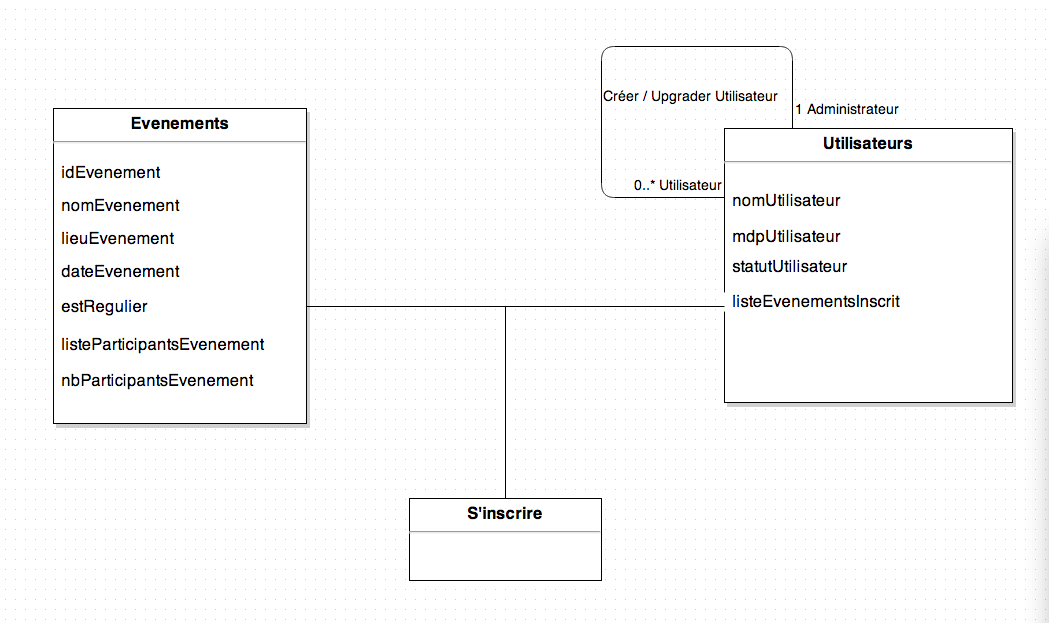 Créer / Upgrader Utilisateur
1 Administrateur
0..* Utilisateur
Evenements
idEvenement
nomEvenement
lieuEvenement
dateEvenement
estRegulier
listeParticipantsEvenement
nbParticipantsEvenement
Utilisateurs
nomUtilisateur
mdpUtilisateur
statutUtilisateur
listeEvenementsInscrit
S'inscrire